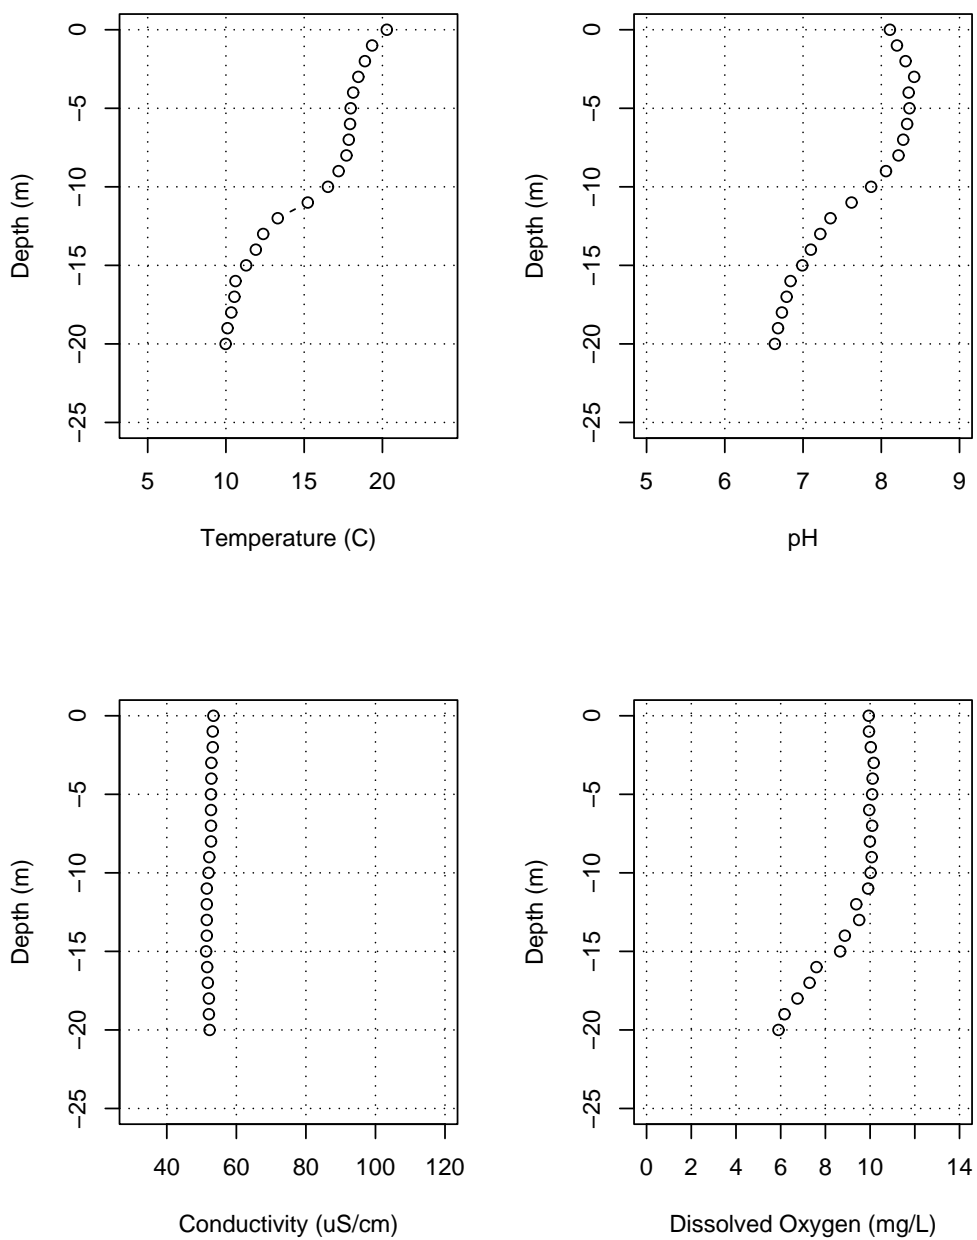 0
−5
−10
−15
−20
−25
Depth (m)
5 10 15 20
Temperature (C)
0
−5
−10
−15
−20
−25
Depth (m)
5 6 7 8 9
pH
0
−5
−10
−15
−20
−25
Depth (m)
40 60 80 100 120
Conductivity (uS/cm)
0
−5
−10
−15
−20
−25
Depth (m)
0 2 4 6 8 10 14
Dissolved Oxygen (mg/L)